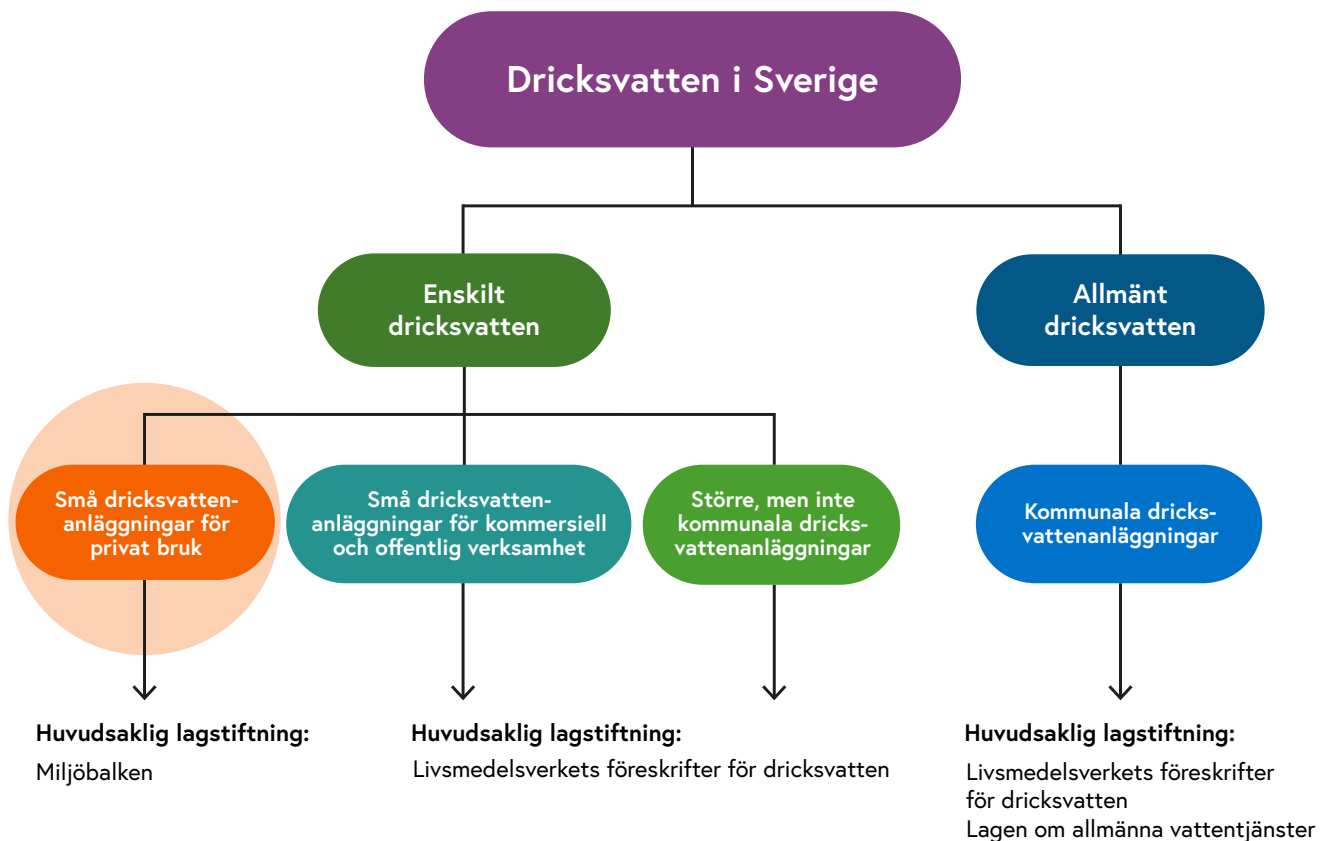 Dricksvatten i Sverige
Enskilt
dricksvatten
Allmänt
dricksvatten
Små dricksvatten-
anläggningar för
privat bruk
Små dricksvatten-
anläggningar för kommersiell
och offentlig verksamhet
Större, men inte
kommunala dricks-
vattenanläggningar
Kommunala dricks-
vattenanläggningar
Huvudsaklig lagstiftning:
Miljöbalken
Huvudsaklig lagstiftning:
Livsmedelsverkets föreskrifter för dricksvatten
Huvudsaklig lagstiftning:
Livsmedelsverkets föreskrifter
för dricksvatten
Lagen om allmänna vattentjänster